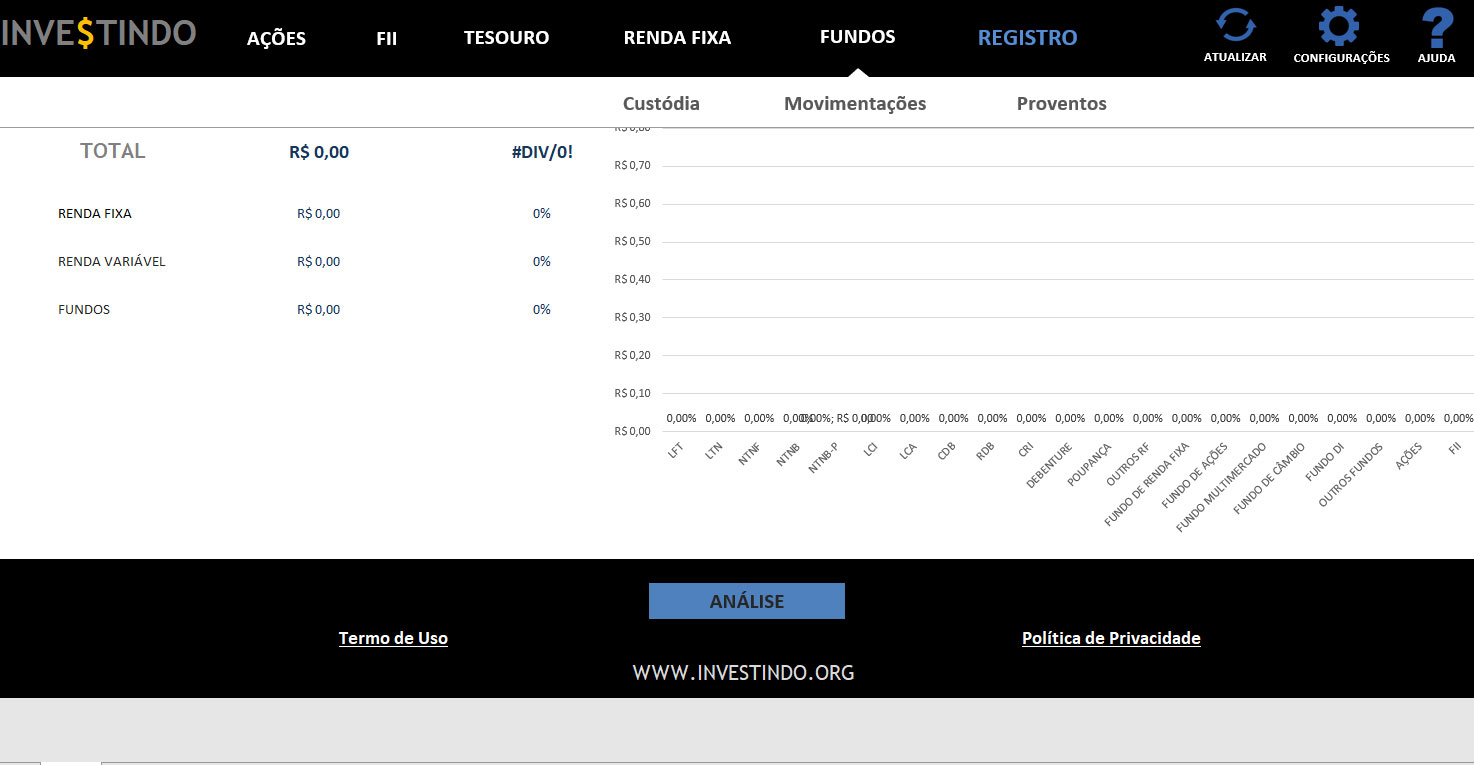 INVE$TINDO
AÇÕES
FII
TESOURO
RENDA FIXA
FUNDOS
REGISTRO
ATUALIZAR
CONFIGURAÇÕES
AJUDA
Custódia
Movimentações
Proventos
TOTAL R$ 0,00 #DIV/0!
RENDA FIXA R$ 0,00 0%
RENDA VARIÁVEL R$ 0,00 0%
FUNDOS R$ 0,00 0%
R$ 0,80
R$ 0,70
R$ 0,60
R$ 0,50
R$ 0,40
R$ 0,30
R$ 0,20
R$ 0,10
R$ 0,00
0,00% 0,00% 0,00% 0,00% 0,00%; R$ 0,00 0,00% 0,00% 0,00% 0,00% 0,00% 0,00% 0,00% 0,00% 0,00% 0,00% 0,00% 0,00% 0,00% 0,00% 0,00% 0,00%
LFT
LTN
NTNF
NTNB
NTNB-P
LCI
LCA
CDB
RDB
CRI
DEBENTURE
POUPANÇA
OUTROS RF
FUNDO DE RENDA FIXA
FUNDO DE AÇÕES
FUNDO MULTIMERCADO
FUNDO DE CÂMBIO
FUNDO DI
OUTROS FUNDOS
AÇÕES
FII
ANÁLISE
Termo de Uso
Política de Privacidade
WWW.INVESTINDO.ORG